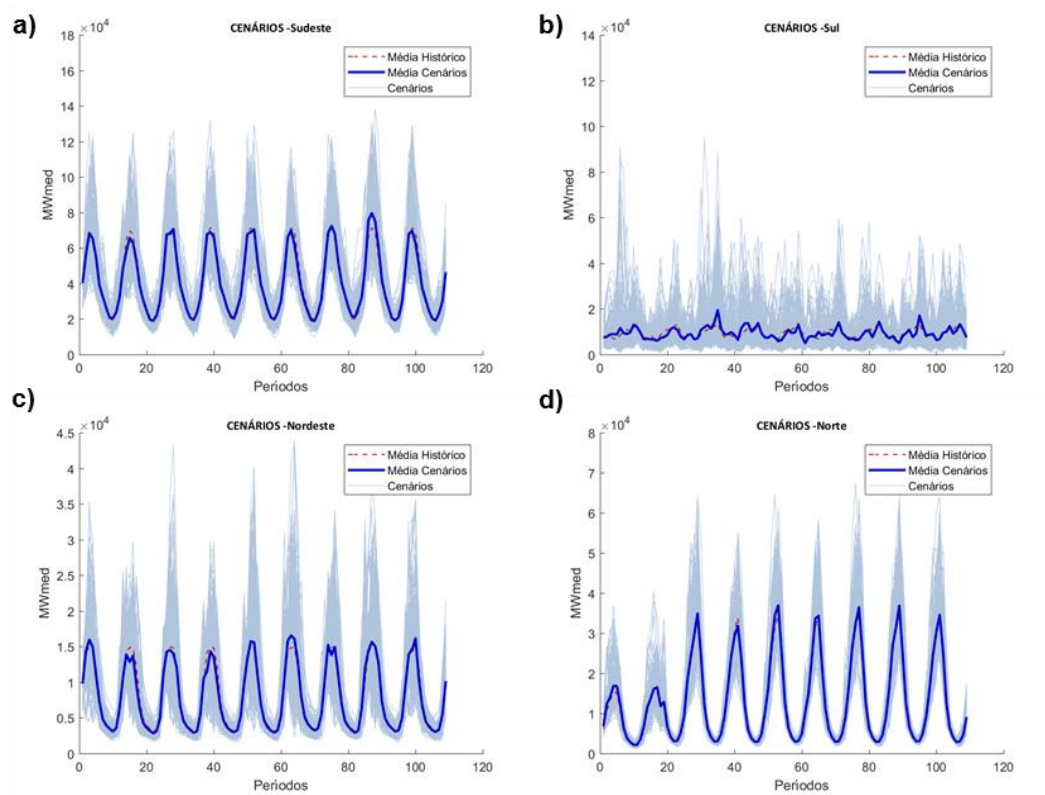 a)
CENÁRIOS -Sudeste
×10⁴
18
16
14
12
10
8
6
4
2
0
MWmed
0 20 40 60 80 100 120
Períodos
Média Histórico
Média Cenários
Cenários
b)
CENÁRIOS -Sul
×10⁴
14
12
10
8
6
4
2
0
MWmed
0 20 40 60 80 100 120
Períodos
Média Histórico
Média Cenários
Cenários
c)
CENÁRIOS -Nordeste
×10⁴
4.5
4
3.5
3
2.5
2
1.5
1
0.5
0
MWmed
0 20 40 60 80 100 120
Períodos
Média Histórico
Média Cenários
Cenários
d)
CENÁRIOS -Norte
×10⁴
8
7
6
5
4
3
2
1
0
MWmed
0 20 40 60 80 100 120
Períodos
Média Histórico
Média Cenários
Cenários